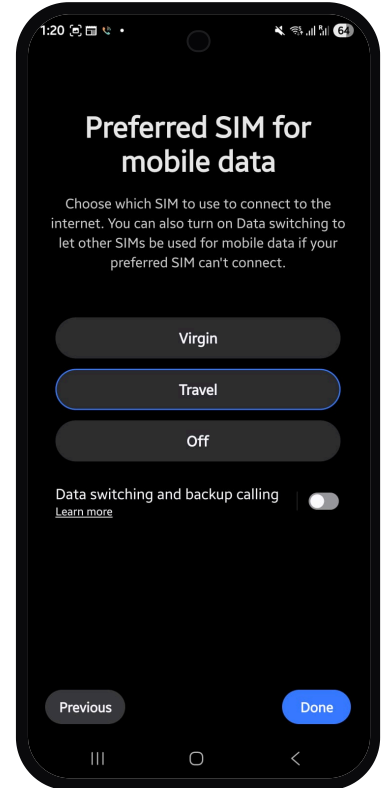 1:20 64
Preferred SIM for
mobile data
Choose which SIM to use to connect to the
internet. You can also turn on Data switching to
let other SIMs be used for mobile data if your
preferred SIM can't connect.
Virgin
Travel
Off
Data switching and backup calling
Learn more
Previous Done